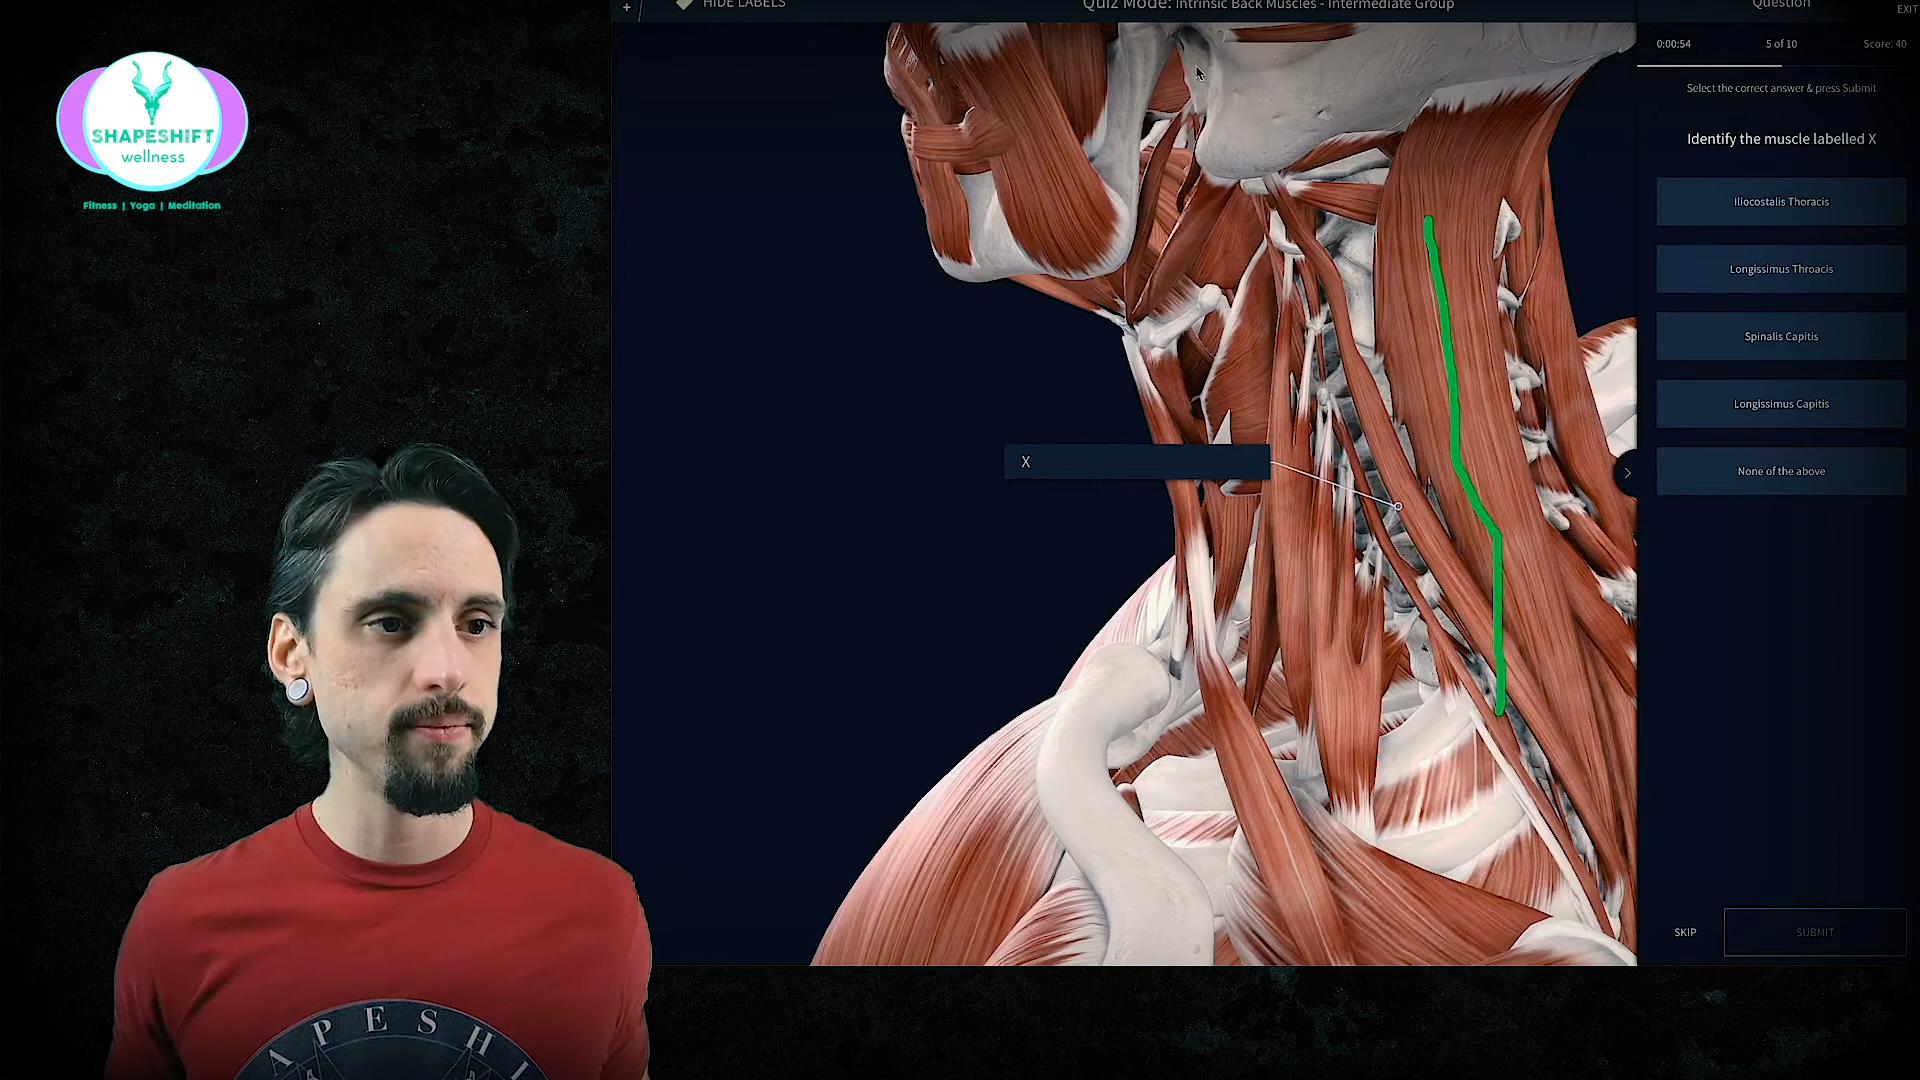 +
HIDE LABELS
Quiz Mode: Intrinsic Back Muscles - Intermediate Group
Question
EXIT
0:00:54
5 of 10
Score: 40
Select the correct answer & press Submit
Identify the muscle labelled X
Iliocostalis Thoracis
Longissimus Throacis
Spinalis Capitis
Longissimus Capitis
None of the above
SKIP
SUBMIT
X
SHAPESHIFT
wellness
Fitness | Yoga | Meditation